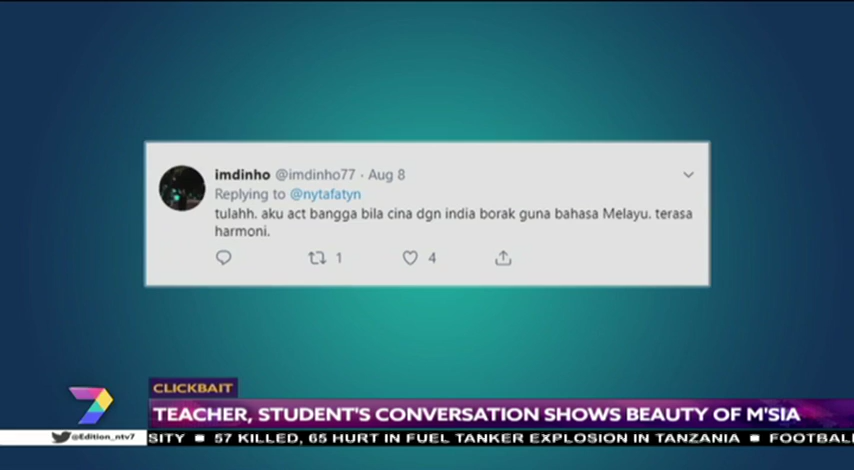 imdinho @imdinho77 · Aug 8
Replying to @nytafatyn
tulahh. aku act bangga bila cina dgn india borak guna bahasa Melayu. terasa
harmoni.
1 4
CLICKBAIT
TEACHER, STUDENT'S CONVERSATION SHOWS BEAUTY OF M'SIA
7
@Edition_ntv7 SITY ■ 57 KILLED, 65 HURT IN FUEL TANKER EXPLOSION IN TANZANIA ■ FOOTBALL